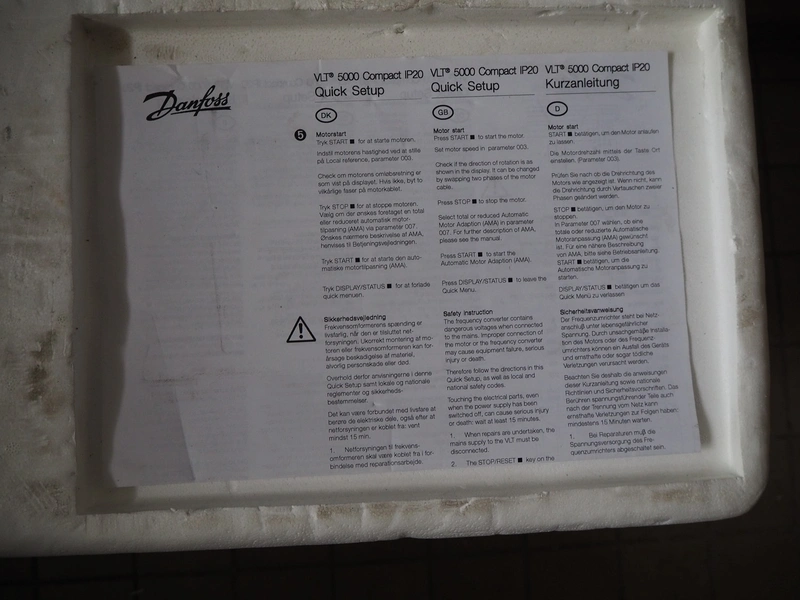 Danfoss
VLT® 5000 Compact IP20
Quick Setup
DK
5
Motorstart
Tryk START ■ for at starte motoren.
Indstil motorens hastighed ved at stille
på Local reference, parameter 003.
Check om motorens omløbsretning er
som vist på displayet. Hvis ikke, byt to
vilkårlige faser på motorkablet.
Tryk STOP ■ for at stoppe motoren.
Vælg om der ønskes foretaget en total
eller reduceret automatisk motor-
tilpasning (AMA) via parameter 007.
Ønskes nærmere beskrivelse af AMA,
henvises til Betjeningsvejledningen.
Tryk START ■ for at starte den auto-
matiske motortilpasning (AMA).
Tryk DISPLAY/STATUS ■ for at forlade
quick menuen.
Sikkerhedsvejledning
Frekvensomformerens spænding er
livsfarlig, når den er tilsluttet net-
forsyningen. Ukorrekt montering af mo-
toren eller frekvensomformeren kan for-
årsage beskadigelse af materiel,
alvorlig personskade eller død.
Overhold derfor anvisningerne i denne
Quick Setup samt lokale og nationale
reglementer og sikkerheds-
bestemmelser.
Det kan være forbundet med livsfare at
berøre de elektriske dele, også efter at
netforsyningen er koblet fra: vent
mindst 15 min.
1. Netforsyningen til frekvens-
omformeren skal være koblet fra i for-
bindelse med reparationsarbejde.
VLT® 5000 Compact IP20
Quick Setup
GB
Motor start
Press START ■ to start the motor.
Set motor speed in parameter 003.
Check if the direction of rotation is as
shown in the display. It can be changed
by swapping two phases of the motor
cable.
Press STOP ■ to stop the motor.
Select total or reduced Automatic
Motor Adaption (AMA) in parameter
007. For further description of AMA,
please see the manual.
Press START ■ to start the
Automatic Motor Adaption (AMA).
Press DISPLAY/STATUS ■ to leave the
Quick Menu.
Safety instruction
The frequency converter contains
dangerous voltages when connected
to the mains. Improper connection of
the motor or the frequency converter
may cause equipment failure, serious
injury or death.
Therefore follow the directions in this
Quick Setup, as well as local and
national safety codes.
Touching the electrical parts, even
when the power supply has been
switched off, can cause serious injury
or death: wait at least 15 minutes.
1. When repairs are undertaken, the
mains supply to the VLT must be
disconnected.
2. The STOP/RESET ■ key on the
VLT® 5000 Compact IP20
Kurzanleitung
D
Motor start
START ■ betätigen, um den Motor anlaufen
zu lassen.
Die Motordrehzahl mittels der Taste Ort
einstellen. (Parameter 003).
Prüfen Sie nach ob die Drehrichtung des
Motors wie angezeigt ist. Wenn nicht, kann
die Drehrichtung durch Vertauschen zweier
Phasen geändert werden.
STOP ■ betätigen, um den Motor zu
stoppen.
In Parameter 007 wählen, ob eine
totale oder reduzierte Automatische
Motoranpassung (AMA) gewünscht
ist. Für eine nähere Beschreibung
von AMA, bitte siehe Betriebanleitung.
START ■ betätigen, um die
Automatische Motoranpassung zu
starten.
DISPLAY/STATUS ■ betätigen um das
Quick Menü zu verlassen
Sicherheitsanweisung
Der Frequenzumrichter steht bei Netz-
anschluß unter lebensgefährlicher
Spannung. Durch unsachgemäße Installa-
tion des Motors oder des Frequenz-
umrichters können ein Ausfall des Geräts
und ernsthafte oder sogar tödliche
Verletzungen verursacht werden.
Beachten Sie deshalb die anweisungen
dieser Kurzanleitung sowie nationale
Richtlinien und Sicherheitsvorschriften. Das
Berühren spannungsführender Teile auch
nach der Trennung vom Netz kann
ernsthafte Verletzungen zur Folgen haben:
mindestens 15 Minuten warten.
1. Bei Reparaturen muß die
Spannungsversorgung des Fre-
quenzumrichters abgeschaltet sein.